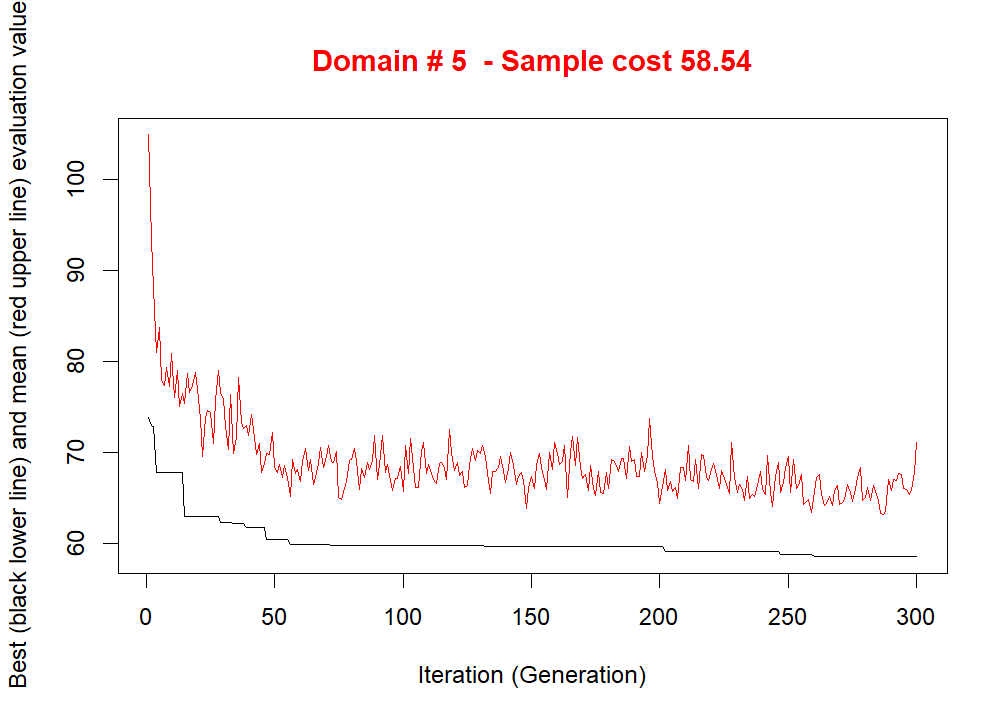 Domain # 5  - Sample cost 58.54
Best (black lower line) and mean (red upper line) evaluation value
100
90
80
70
60
0 50 100 150 200 250 300
Iteration (Generation)